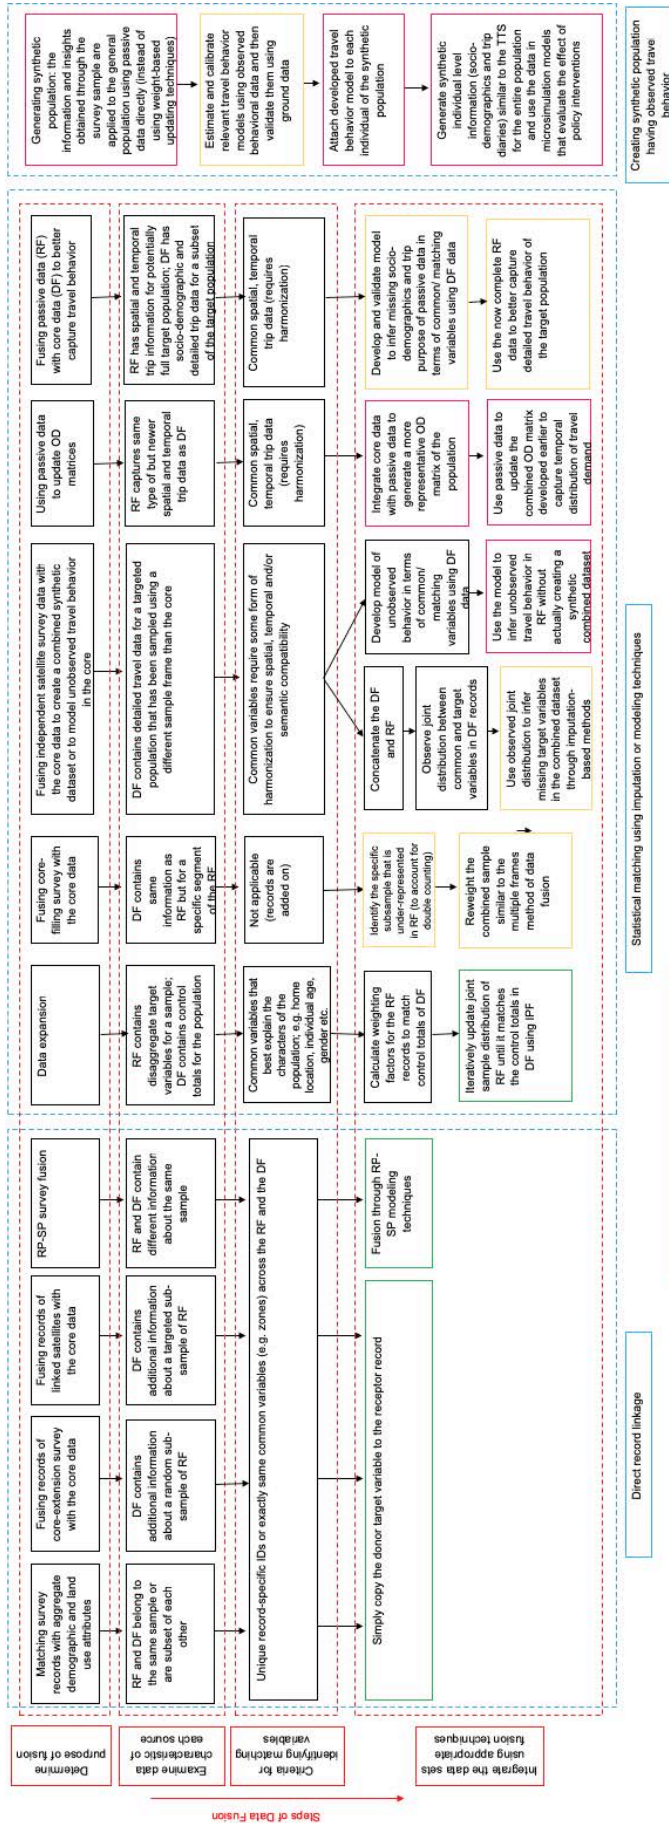 Steps of Data Fusion
Determine
purpose of fusion
Matching survey
records with aggregate
demographic and land
use attributes
Fusing records of
core-extension survey
with the core data
Fusing records of
linked satellites with
the core data
RP-SP survey fusion
Data expansion
Fusing core-
filling survey with
the core data
Fusing independent satellite survey data with
the core data to create a combined synthetic
dataset or to model unobserved travel behavior
in the core
Using passive data
to update OD
matrices
Fusing passive data (RF)
with core data (DF) to better
capture travel behavior
Examine data
characteristic of
each source
RF and DF belong to
the same sample or
are subset of each
other
DF contains
additional information
about a random sub-
sample of RF
DF contains
additional information
about a targeted sub-
sample of RF
RF and DF contain
different information
about the same
sample
RF contains
disaggregate target
variables for a sample;
DF contains control
totals for the population
DF contains
same
information as
RF but for a
specific segment
of the RF
DF contains detailed travel data for a targeted
population that has been sampled using a
different sample frame than the core
RF captures same
type of but newer
spatial and temporal
trip data as DF
RF has spatial and temporal
trip information for potentially
full target population; DF has
socio-demographic and
detailed trip data for a subset
of the target population
Criteria for
identifying matching
variables
Unique record-specific IDs or exactly same common variables (e.g. zones) across the RF and the DF
Common variables that
best explain the
characters of the
population; e.g. home
location, individual age,
gender etc.
Not applicable
(records are
added on)
Common variables require some form of
harmonization to ensure spatial, temporal and/or
semantic compatibility
Common spatial,
temporal trip data
(requires
harmonization)
Common spatial, temporal
trip data (requires
harmonization)
Integrate the data sets
using appropriate
fusion techniques
Simply copy the donor target variable to the receptor record
Fusion through RP-
SP modeling
techniques
Calculate weighting
factors for the RF
records to match
control totals of DF
Iteratively update joint
sample distribution of
RF until it matches
the control totals in
DF using IPF
Identify the specific
subsample that is
under-represented
in RF (to account for
double counting)
Reweight the
combined sample
similar to the
multiple frames
method of data
fusion
Concatenate the DF
and RF
Observe joint
distribution between
common and target
variables in DF records
Use observed joint
distribution to infer
missing target variables
in the combined dataset
through imputation-
based methods
Develop model of
unobserved
behavior in terms
of common/
matching
variables using DF
data
Use the model to
infer unobserved
travel behavior in
RF without
actually creating a
synthetic
combined dataset
Integrate core data
with passive data to
generate a more
representative OD
matrix of the
population
Use passive data to
update the
combined OD matrix
developed earlier to
capture temporal
distribution of travel
demand
Develop and validate model
to infer missing socio-
demographics and trip
purpose of passive data in
terms of common/ matching
variables using DF data
Use the now complete RF
data to better capture
detailed travel behavior of
the target population
Generating synthetic
population: the
information and insights
obtained through the
survey sample are
applied to the general
population using passive
data directly (instead of
using weight-based
updating techniques)
Estimate and calibrate
relevant travel behavior
models using observed
behavioral data and then
validate them using
ground data
Attach developed travel
behavior model to each
individual of the synthetic
population
Generate synthetic
individual level
information (socio-
demographics and trip
diaries) similar to the TTS
for the entire population
and use the data in
microsimulation models
that evaluate the effect of
policy interventions
Direct record linkage
Statistical matching using imputation or modeling techniques
Creating synthetic population
having observed travel
behavior